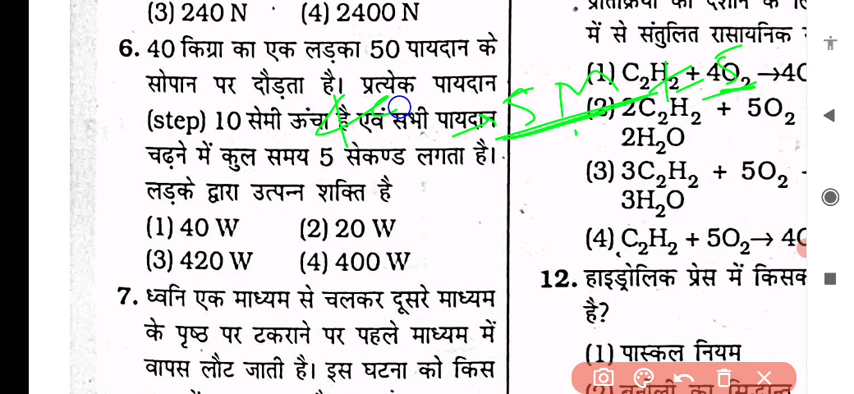 (3) 240 N (4) 2400 N
6. 40 किग्रा का एक लड़का 50 पायदान के
सोपान पर दौड़ता है। प्रत्येक पायदान
(step) 10 सेमी ऊंचा है एवं सभी पायदान
चढ़ने में कुल समय 5 सेकण्ड लगता है।
लड़के द्वारा उत्पन्न शक्ति है
(1) 40 W (2) 20 W
(3) 420 W (4) 400 W
7. ध्वनि एक माध्यम से चलकर दूसरे माध्यम
के पृष्ठ पर टकराने पर पहले माध्यम में
वापस लौट जाती है। इस घटना को किस
में से संतुलित रासायनिक
(1) C₂H₂ + 4O₂ →4C
(2) 2C₂H₂ + 5O₂
2H₂O
(3) 3C₂H₂ + 5O₂
3H₂O
(4) C₂H₂ + 5O₂→ 4C
12. हाइड्रोलिक प्रेस में किसक
है?
(1) पास्कल नियम
5M
5